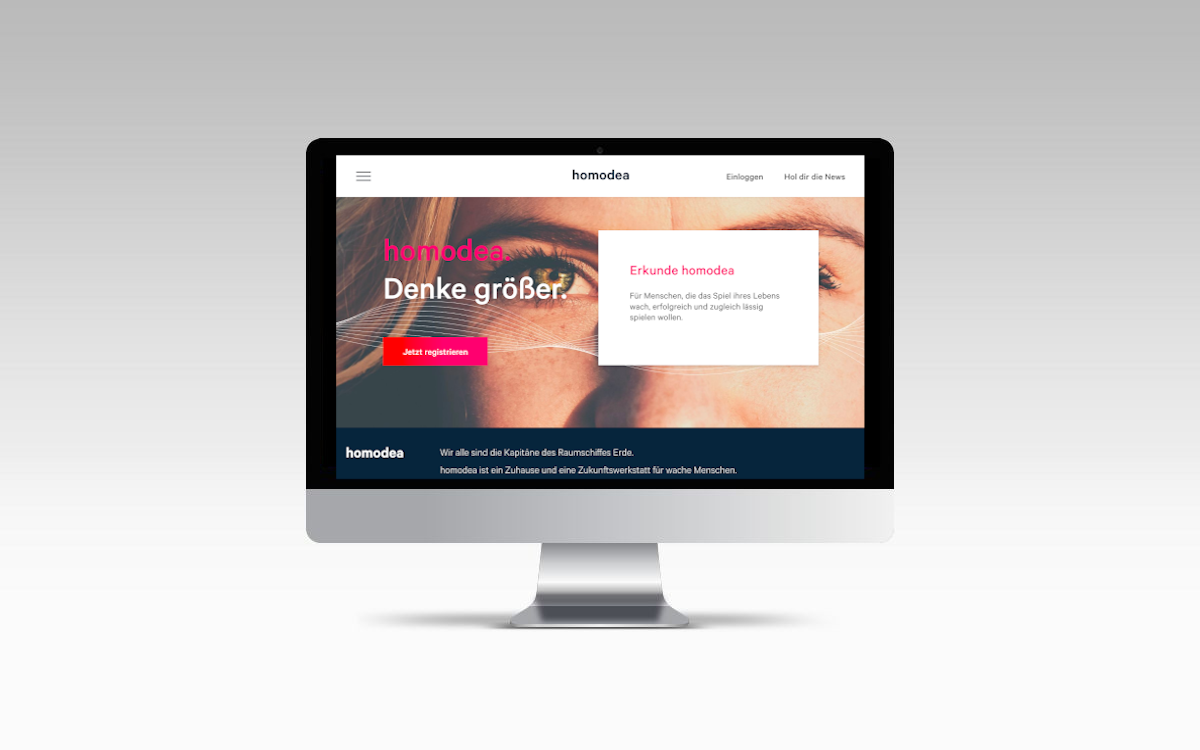 homodea
Einloggen
Hol dir die News
homodea.
Denke größer.
Jetzt registrieren
Erkunde homodea
Für Menschen, die das Spiel ihres Lebens
wach, erfolgreich und zugleich lässig
spielen wollen.
homodea
Wir alle sind die Kapitäne des Raumschiffes Erde.
homodea ist ein Zuhause und eine Zukunftswerkstatt für wache Menschen.